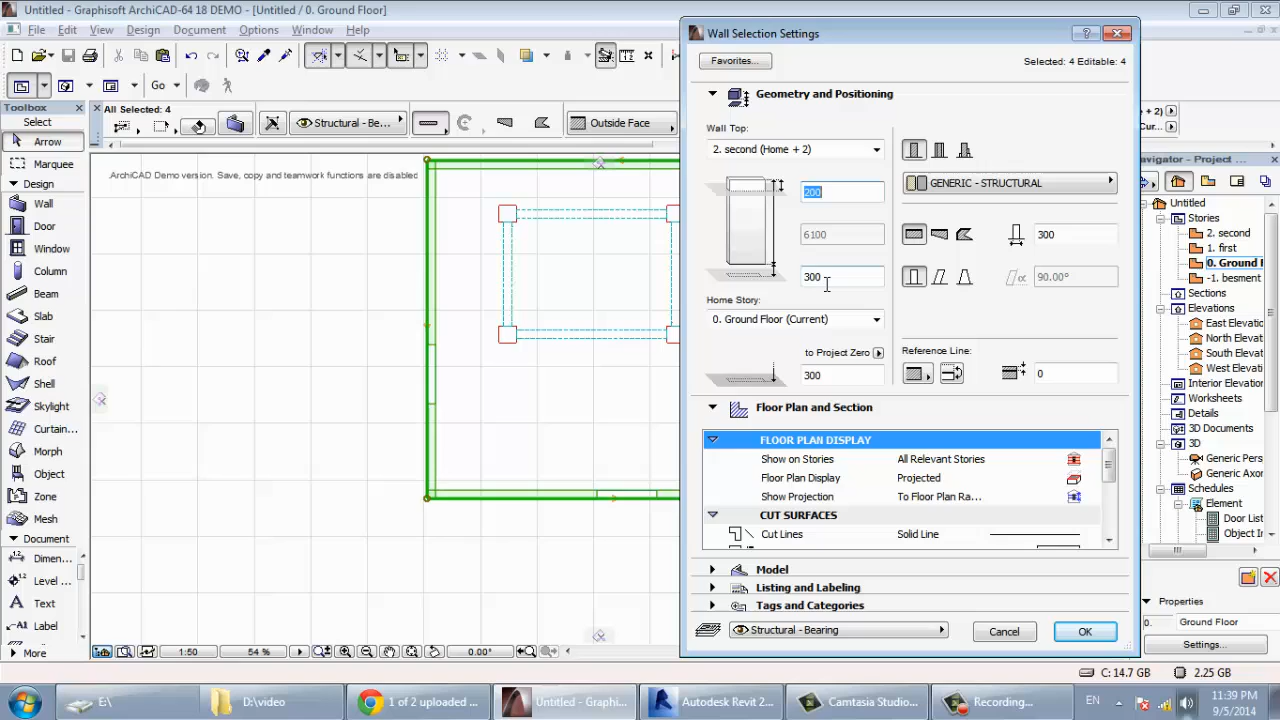 Untitled - Graphisoft ArchiCAD-64 18 DEMO - [Untitled / 0. Ground Floor]
File Edit View Design Document Options Window Help
Go
Toolbox
Select
Arrow
Marquee
Design
Wall
Door
Window
Column
Beam
Slab
Stair
Roof
Shell
Skylight
Curtain...
Morph
Object
Zone
Mesh
Document
Dimen...
Level ...
Text
Label
More
All Selected: 4
Structural - Be...
Outside Face
ArchiCAD Demo version. Save, copy and teamwork functions are disabled
1:50
54 %
0.00°
Wall Selection Settings
Favorites...
Selected: 4 Editable: 4
Geometry and Positioning
Wall Top:
2. second (Home + 2)
200
6100
300
Home Story:
0. Ground Floor (Current)
to Project Zero
300
GENERIC - STRUCTURAL
300
90.00°
Reference Line:
0
Floor Plan and Section
FLOOR PLAN DISPLAY
Show on Stories All Relevant Stories
Floor Plan Display Projected
Show Projection To Floor Plan Ra...
CUT SURFACES
Cut Lines Solid Line
Model
Listing and Labeling
Tags and Categories
Structural - Bearing
Cancel
OK
+ 2)
Cur...
avigator - Project ...
Untitled
Stories
2. second
1. first
0. Ground F
-1. besment
Sections
Elevations
East Elevatio
North Elevat
South Elevat
West Elevati
Interior Elevatio
Worksheets
Details
3D Documents
3D
Generic Pers
Generic Axon
Schedules
Element
Door List
Object In
Properties
0. Ground Floor
Settings...
C: 14.7 GB
2.25 GB
E:\
D:\video
1 of 2 uploaded ...
Untitled - Graphi...
Autodesk Revit 2...
Camtasia Studio...
Recording...
EN
11:39 PM
9/5/2014